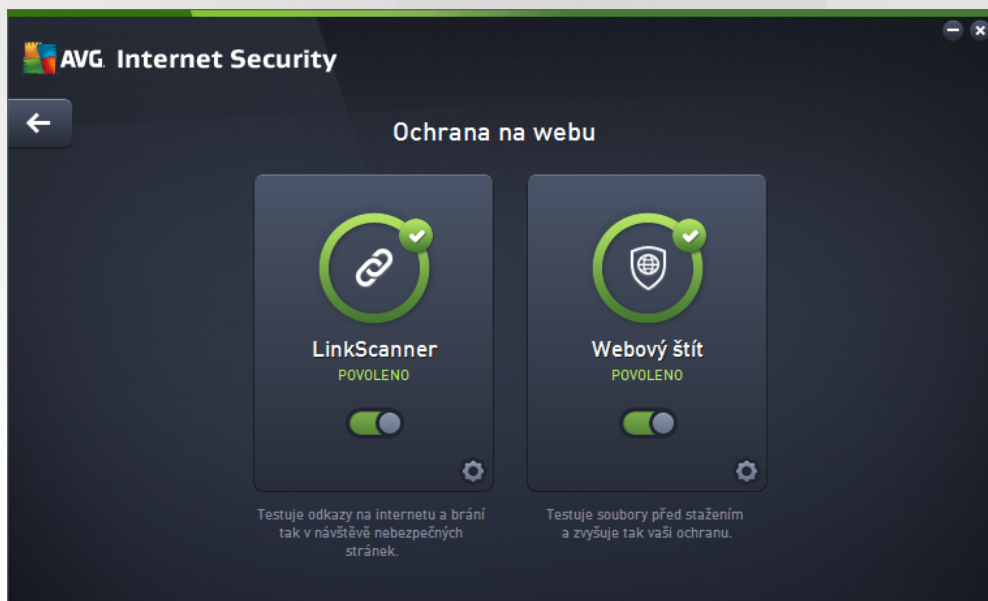 AVG. Internet Security
Ochrana na webu
LinkScanner
POVOLENO
Testuje odkazy na internetu a brání
tak v návštěvě nebezpečných
stránek.
Webový štít
POVOLENO
Testuje soubory před stažením
a zvyšuje tak vaši ochranu.